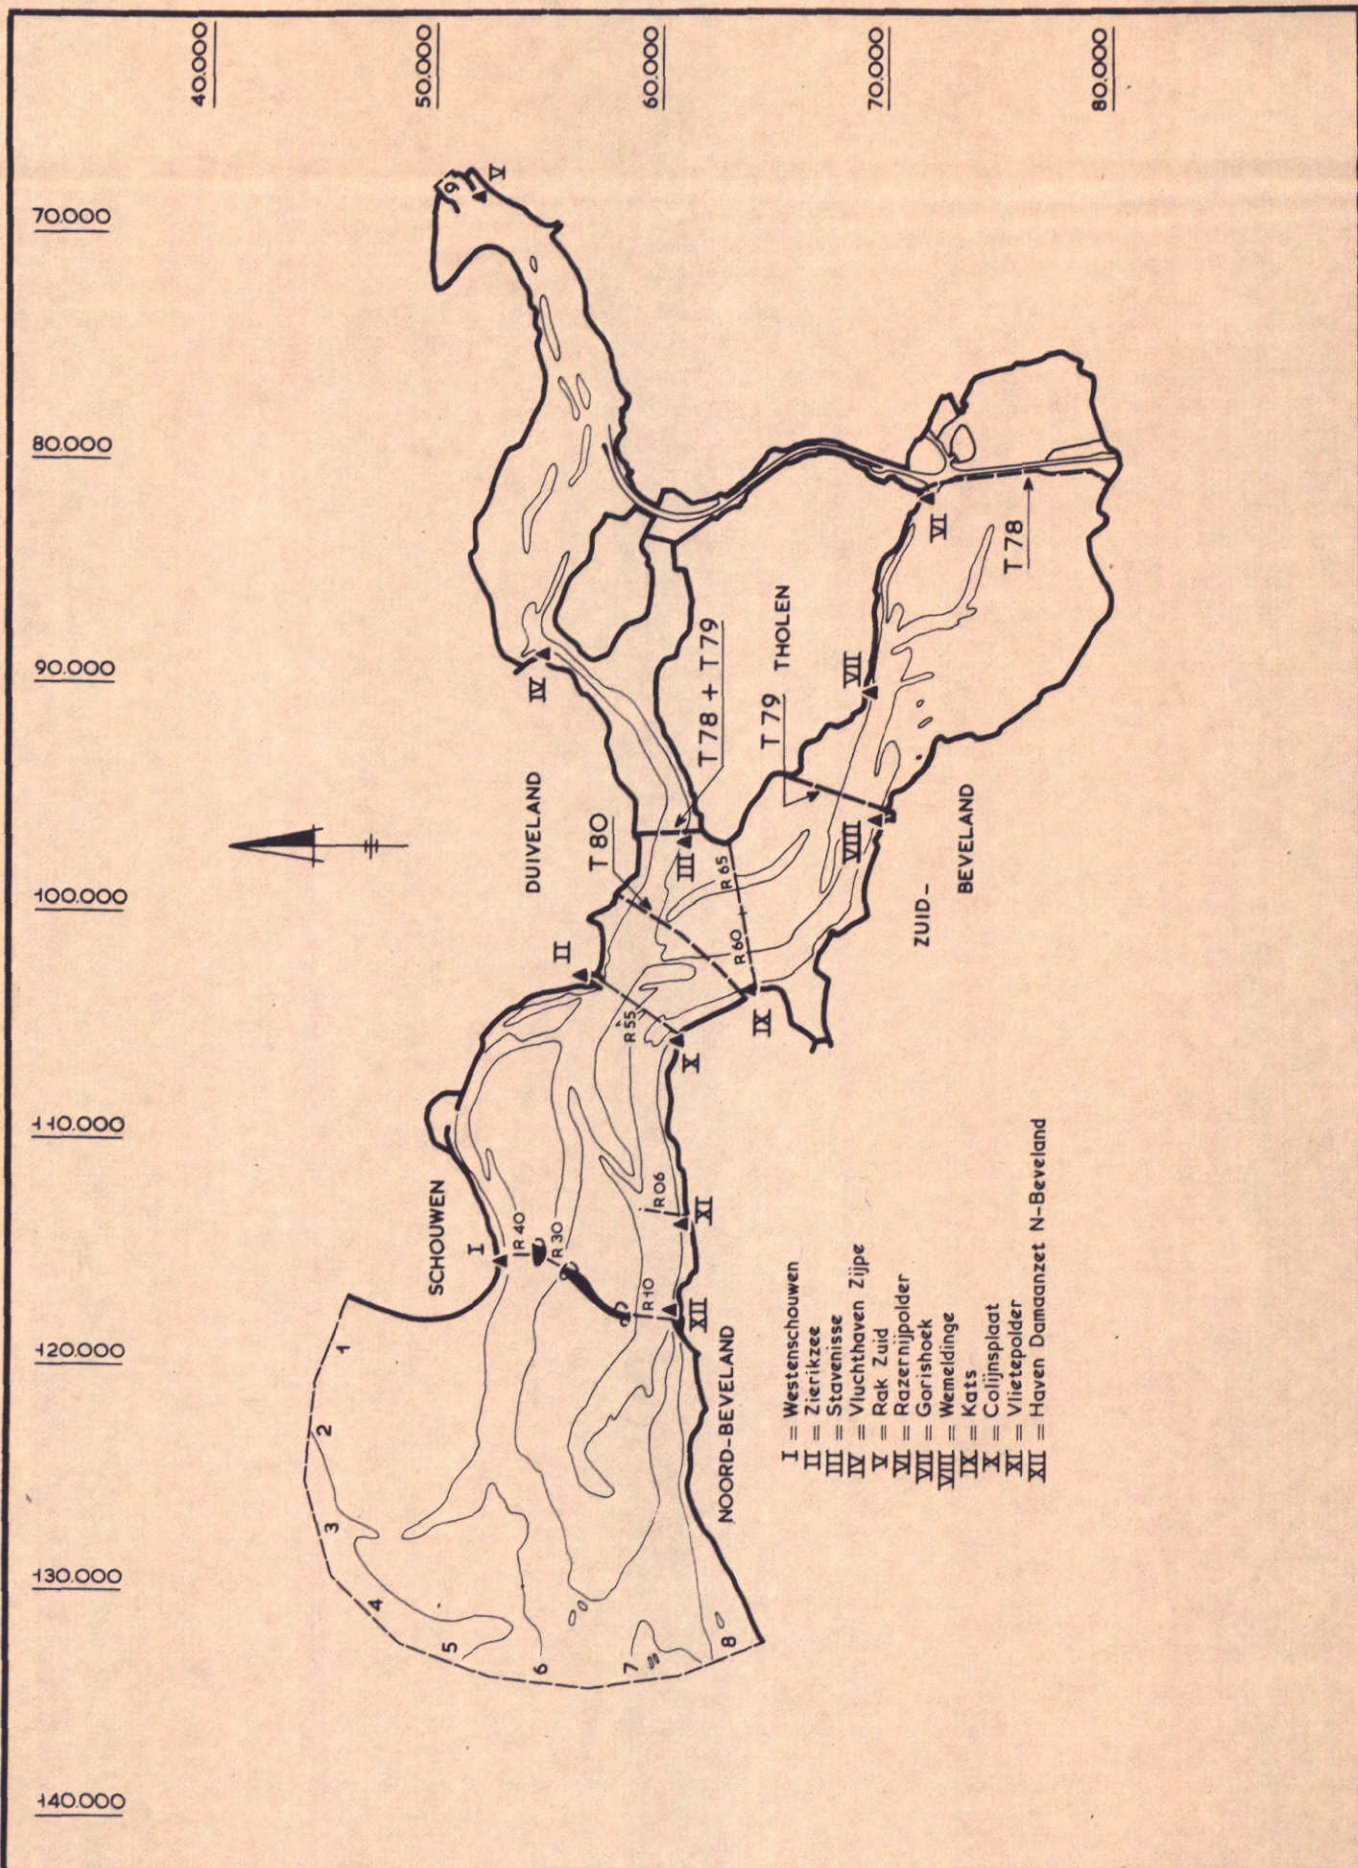 -140.000
-130.000
-120.000
-110.000
-100.000
90.000
80.000
70.000
40.000
50.000
60.000
70.000
80.000
1
2
3
4
5
6
7
8
9
SCHOUWEN
DUIVELAND
THOLEN
NOORD-BEVELAND
ZUID-
BEVELAND
I
II
III
IV
V
VI
VII
VIII
IX
X
XI
XII
R 40
R 30
R 10
R 06
R 55
R 60
R 65
T 80
T 78 + T 79
T 79
T 78
I = Westenschouwen
II = Zierikzee
III = Stavenisse
IV = Vluchthaven Zijpe
V = Rak Zuid
VI = Razernijpolder
VII = Gorishoek
VIII = Wemeldinge
IX = Kats
X = Colijnsplaat
XI = Vlietepolder
XII = Haven Damaanzet N-Beveland